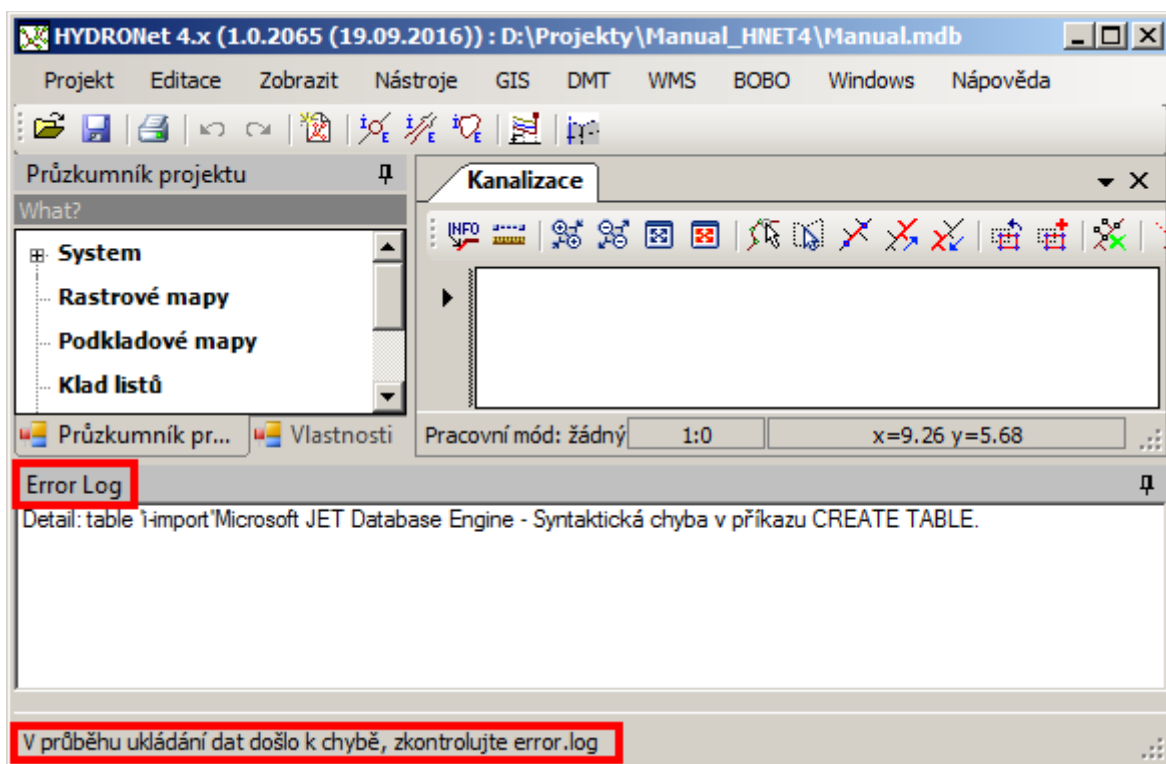 HYDRONet 4.x (1.0.2065 (19.09.2016)) : D:\Projekty\Manual_HNET4\Manual.mdb
Projekt Editace Zobrazit Nástroje GIS DMT WMS BOBO Windows Nápověda
Průzkumník projektu
What?
System
Rastrové mapy
Podkladové mapy
Klad listů
Průzkumník pr... Vlastnosti
Kanalizace
INFO
Pracovní mód: žádný 1:0 x=9.26 y=5.68
Error Log
Detail: table 'i-import'Microsoft JET Database Engine - Syntaktická chyba v příkazu CREATE TABLE.
V průběhu ukládání dat došlo k chybě, zkontrolujte error.log